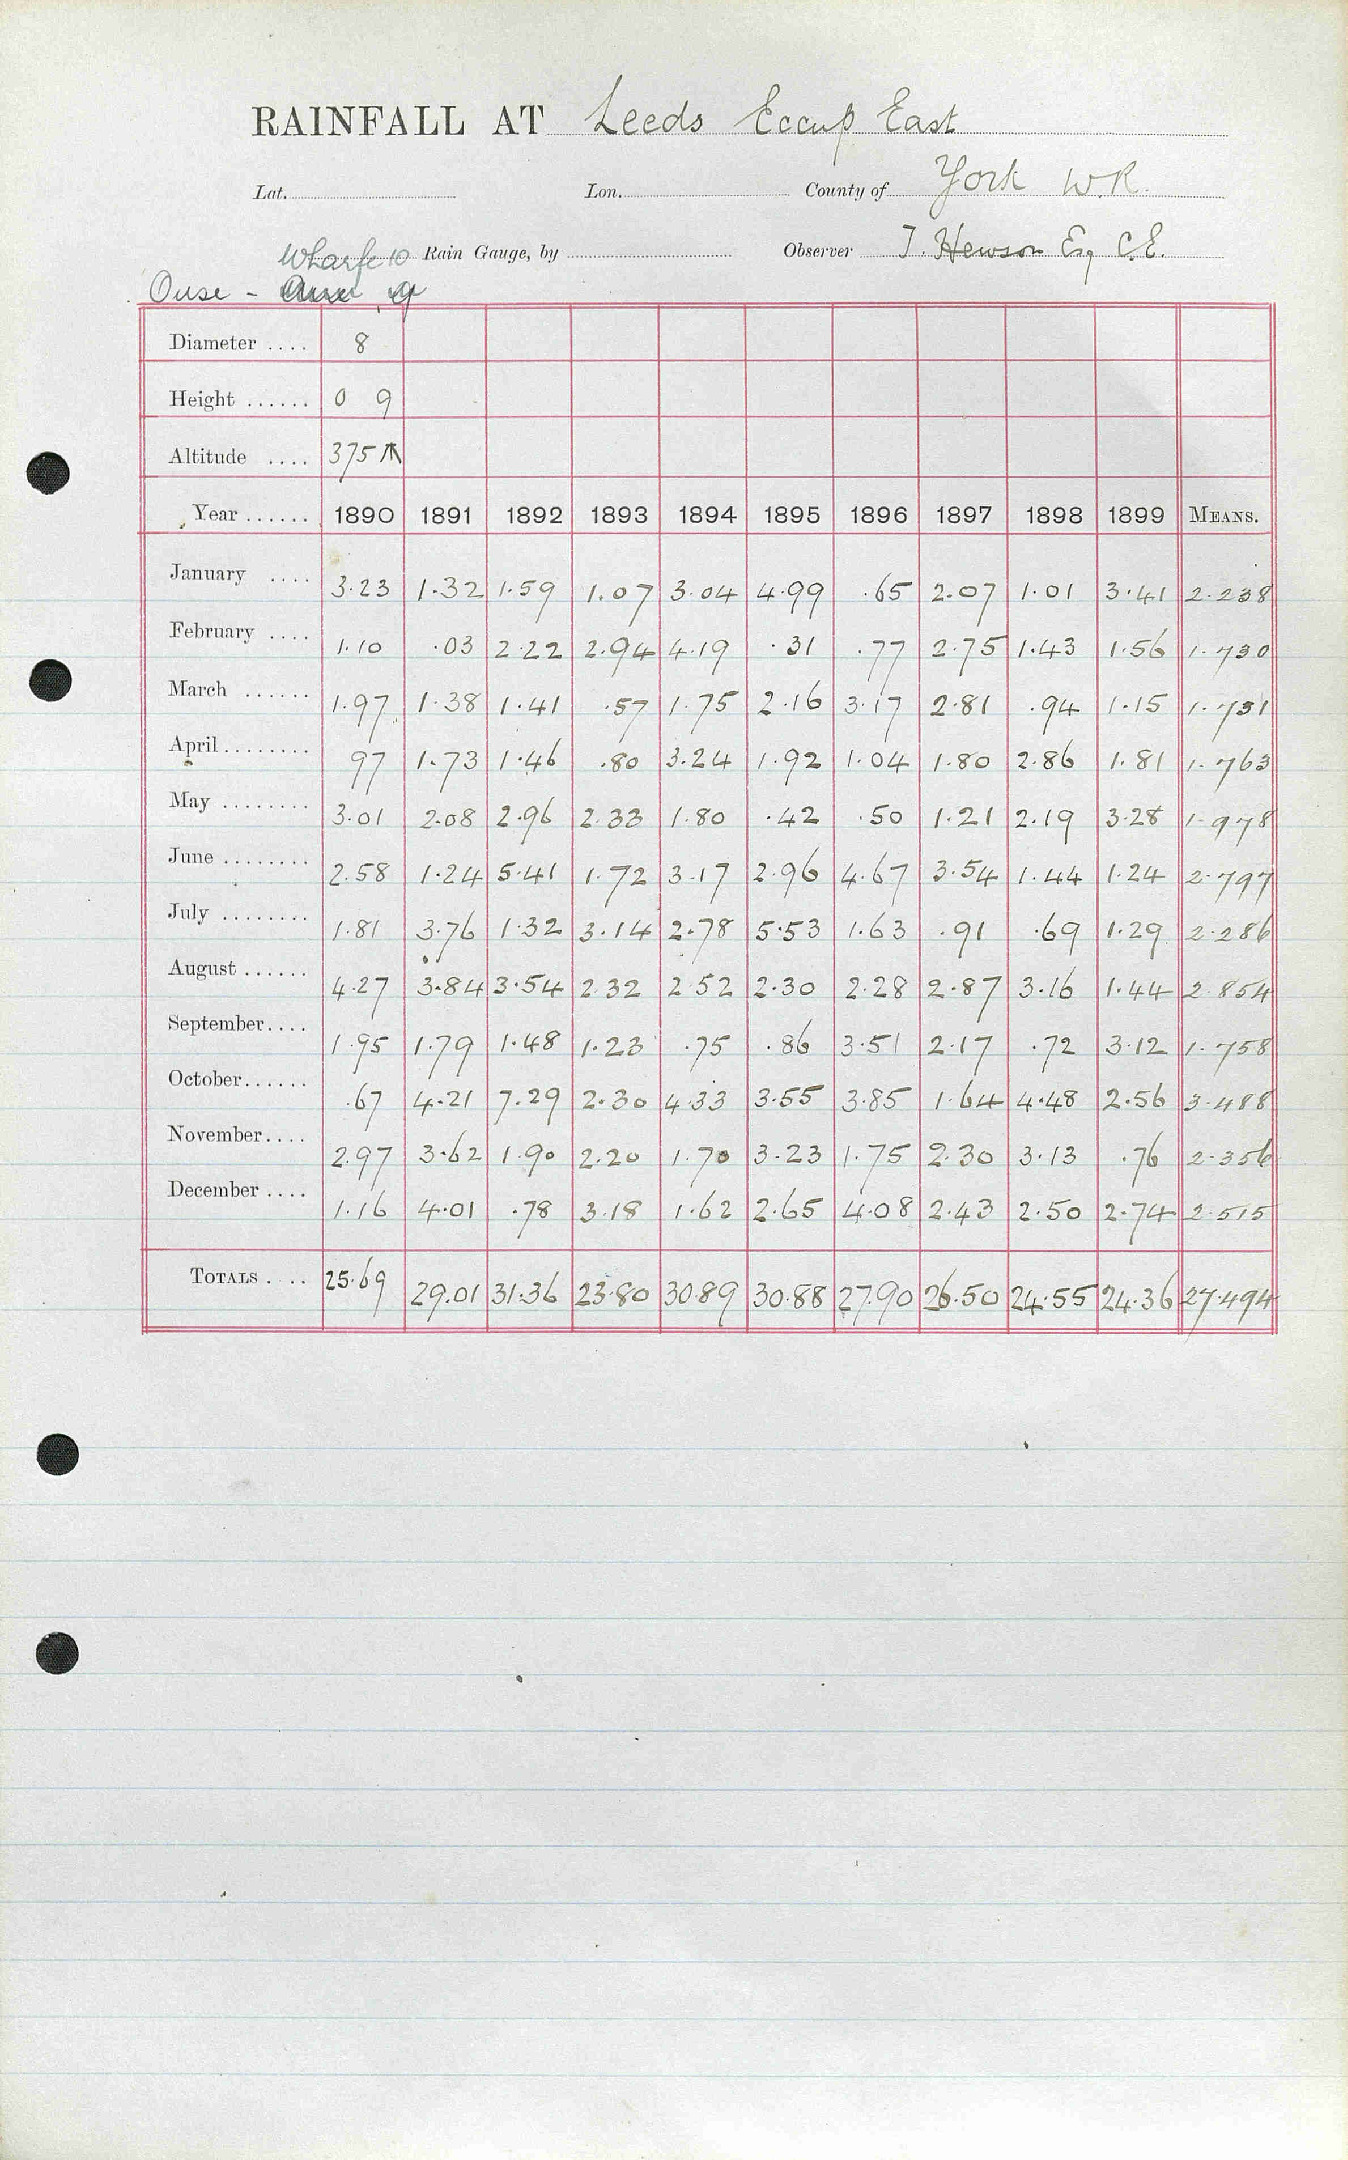 RAINFALL AT Leeds Eccup East
Lat. Lon. County of York W.R.
Wharfe 10 Rain Gauge, by Observer T. Hewson Esq C.E.
Ouse -
Diameter .... 8
Height ...... 0 9
Altitude .... 375
Year ...... 1890 1891 1892 1893 1894 1895 1896 1897 1898 1899 MEANS.
January .... 3.23 1.32 1.59 1.07 3.04 4.99 .65 2.07 1.01 3.41 2.238
February .... 1.10 .03 2.22 2.94 4.19 .31 .77 2.75 1.43 1.56 1.730
March ...... 1.97 1.38 1.41 .57 1.75 2.16 3.17 2.81 .94 1.15 1.731
April ........ 97 1.73 1.46 .80 3.24 1.92 1.04 1.80 2.86 1.81 1.763
May ........ 3.01 2.08 2.96 2.33 1.80 .42 .50 1.21 2.19 3.28 1.978
June ........ 2.58 1.24 5.41 1.72 3.17 2.96 4.67 3.54 1.44 1.24 2.797
July ........ 1.81 3.76 1.32 3.14 2.78 5.53 1.63 .91 .69 1.29 2.286
August ...... 4.27 3.84 3.54 2.32 2.52 2.30 2.28 2.87 3.16 1.44 2.854
September.... 1.95 1.79 1.48 1.23 .75 .86 3.51 2.17 .72 3.12 1.758
October...... .67 4.21 7.29 2.30 4.33 3.55 3.85 1.64 4.48 2.56 3.488
November.... 2.97 3.62 1.90 2.20 1.70 3.23 1.75 2.30 3.13 .76 2.356
December .... 1.16 4.01 .78 3.18 1.62 2.65 4.08 2.43 2.50 2.74 2.515
TOTALS .... 25.69 29.01 31.36 23.80 30.89 30.88 27.90 26.50 24.55 24.36 27.494